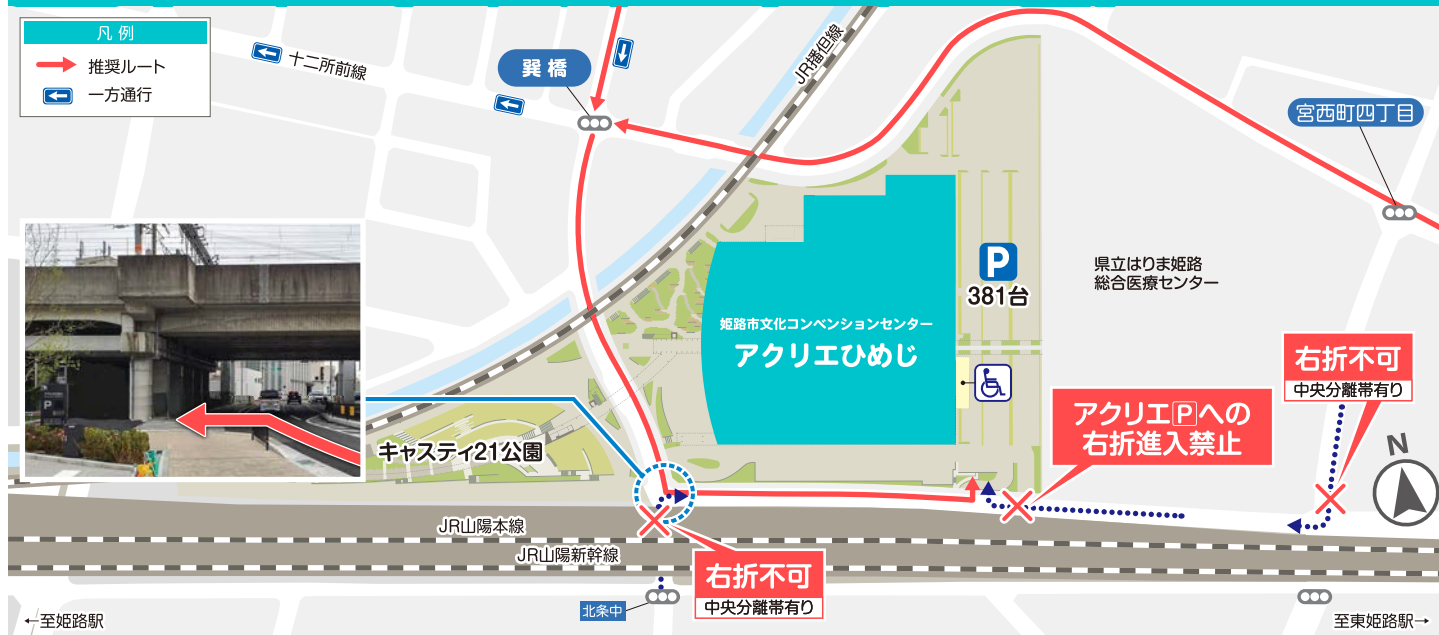 凡例
推奨ルート
一方通行
十二所前線
巽橋
JR播但線
宮西町四丁目
P
381台
県立はりま姫路
総合医療センター
姫路市文化コンベンションセンター
アクリエひめじ
右折不可
中央分離帯有り
アクリエPへの
右折進入禁止
N
P
キャスティ21公園
JR山陽本線
JR山陽新幹線
右折不可
中央分離帯有り
北条中
←至姫路駅
至東姫路駅→